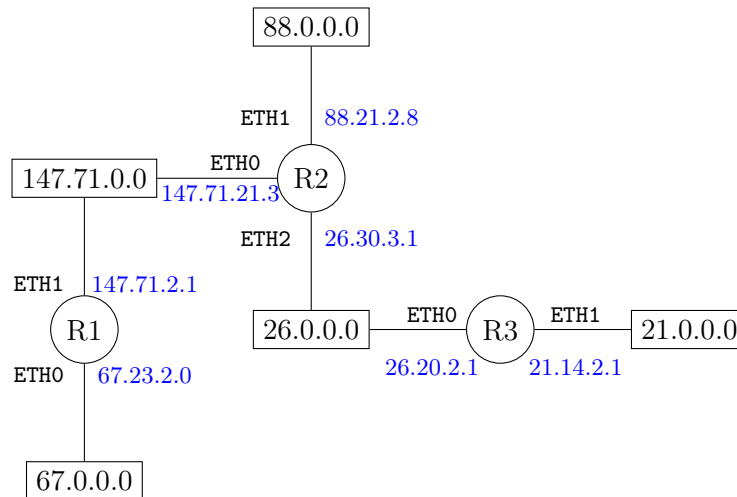 88.0.0.0
ETH1 88.21.2.8
147.71.0.0 ETH0 R2
147.71.21.3
ETH2 26.30.3.1
ETH1 147.71.2.1
R1 26.0.0.0 ETH0 R3 ETH1 21.0.0.0
26.20.2.1 21.14.2.1
ETH0 67.23.2.0
67.0.0.0